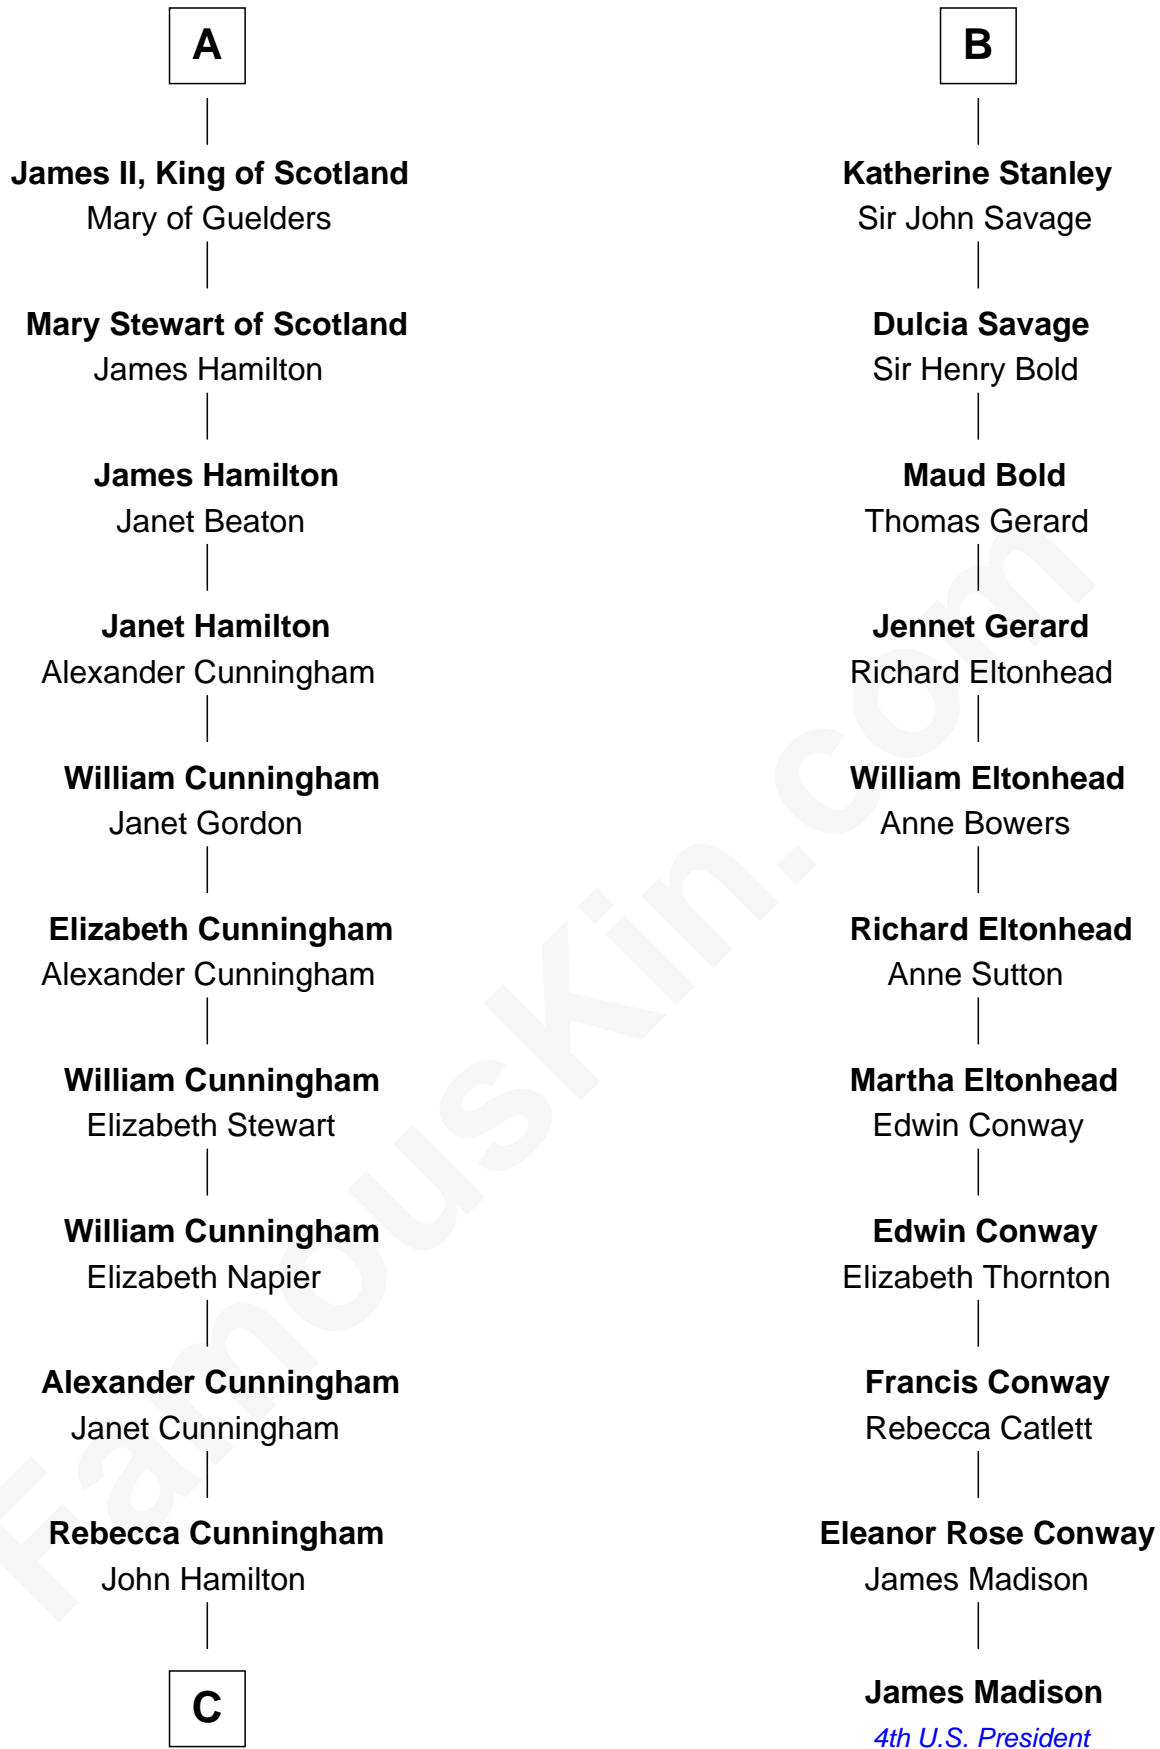 A
James II, King of Scotland
Mary of Guelders
Mary Stewart of Scotland
James Hamilton
James Hamilton
Janet Beaton
Janet Hamilton
Alexander Cunningham
William Cunningham
Janet Gordon
Elizabeth Cunningham
Alexander Cunningham
William Cunningham
Elizabeth Stewart
William Cunningham
Elizabeth Napier
Alexander Cunningham
Janet Cunningham
Rebecca Cunningham
John Hamilton
C
B
Katherine Stanley
Sir John Savage
Dulcia Savage
Sir Henry Bold
Maud Bold
Thomas Gerard
Jennet Gerard
Richard Eltonhead
William Eltonhead
Anne Bowers
Richard Eltonhead
Anne Sutton
Martha Eltonhead
Edwin Conway
Edwin Conway
Elizabeth Thornton
Francis Conway
Rebecca Catlett
Eleanor Rose Conway
James Madison
James Madison
4th U.S. President
FamousKin.com